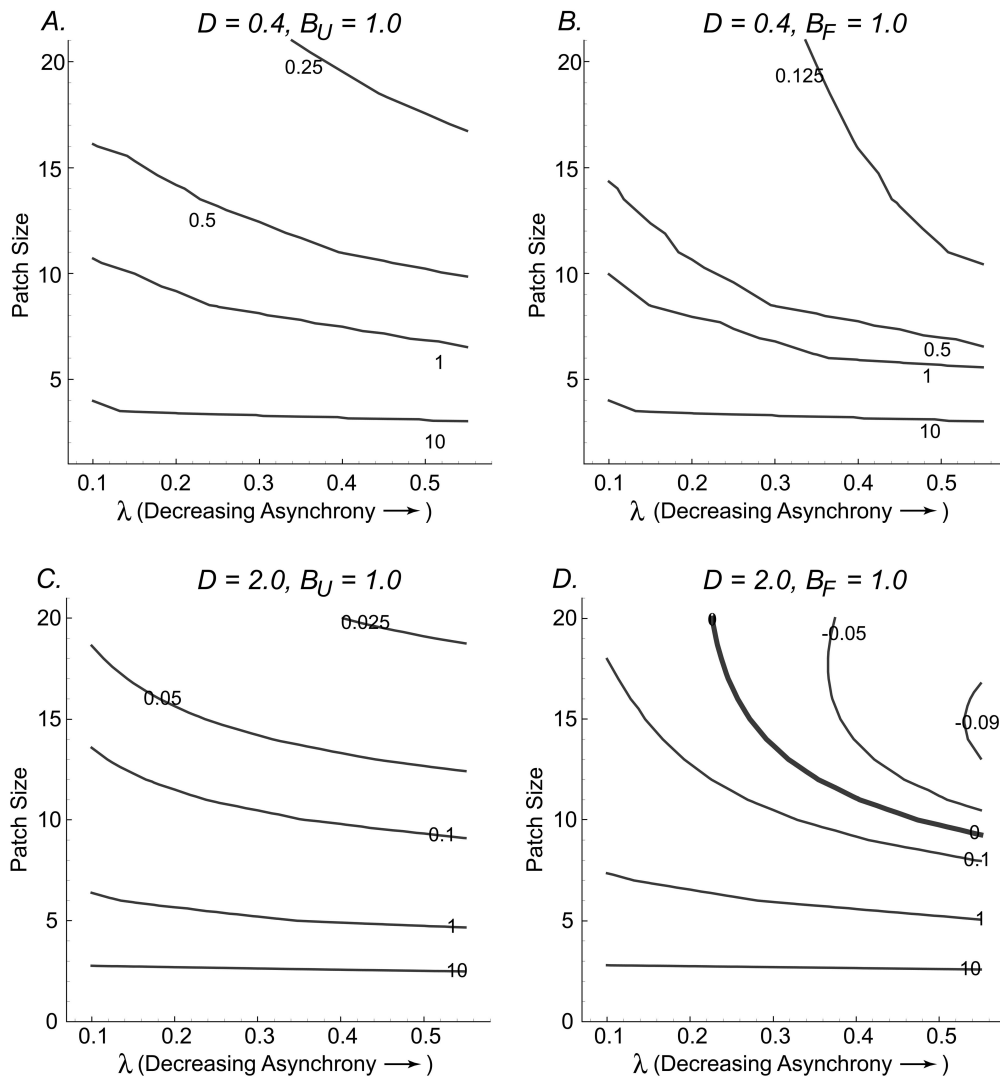 A.
D = 0.4, B_U = 1.0
20
15
10
5
Patch Size
0.25
0.5
1
10
0.1 0.2 0.3 0.4 0.5
λ (Decreasing Asynchrony → )
B.
D = 0.4, B_F = 1.0
20
15
10
5
Patch Size
0.125
0.5
1
10
0.1 0.2 0.3 0.4 0.5
λ (Decreasing Asynchrony → )
C.
D = 2.0, B_U = 1.0
20
15
10
5
0
Patch Size
0.025
0.05
0.1
1
10
0.1 0.2 0.3 0.4 0.5
λ (Decreasing Asynchrony → )
D.
D = 2.0, B_F = 1.0
20
15
10
5
0
Patch Size
0
-0.05
-0.09
0
0.1
1
10
0.1 0.2 0.3 0.4 0.5
λ (Decreasing Asynchrony → )